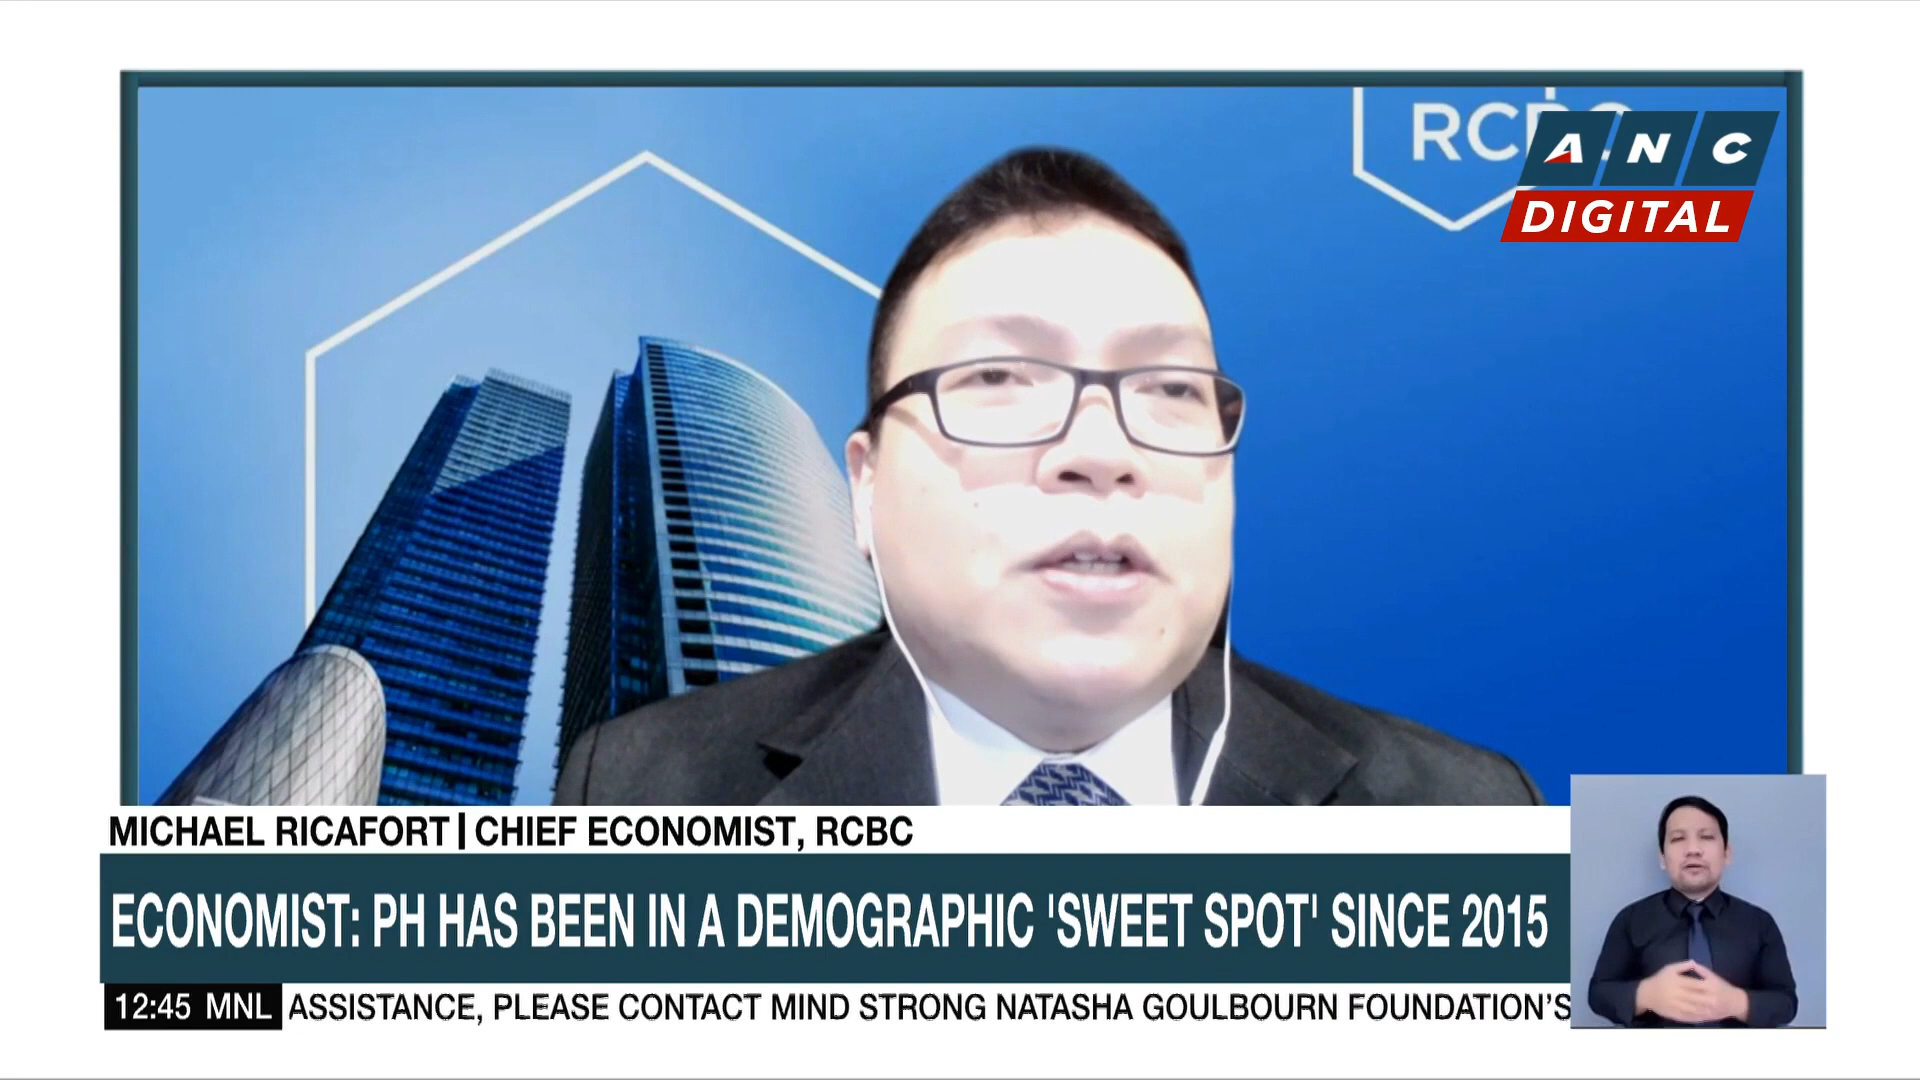 RCBC
ANC
DIGITAL
MICHAEL RICAFORT | CHIEF ECONOMIST, RCBC
ECONOMIST: PH HAS BEEN IN A DEMOGRAPHIC 'SWEET SPOT' SINCE 2015
12:45 MNL ASSISTANCE, PLEASE CONTACT MIND STRONG NATASHA GOULBOURN FOUNDATION'S